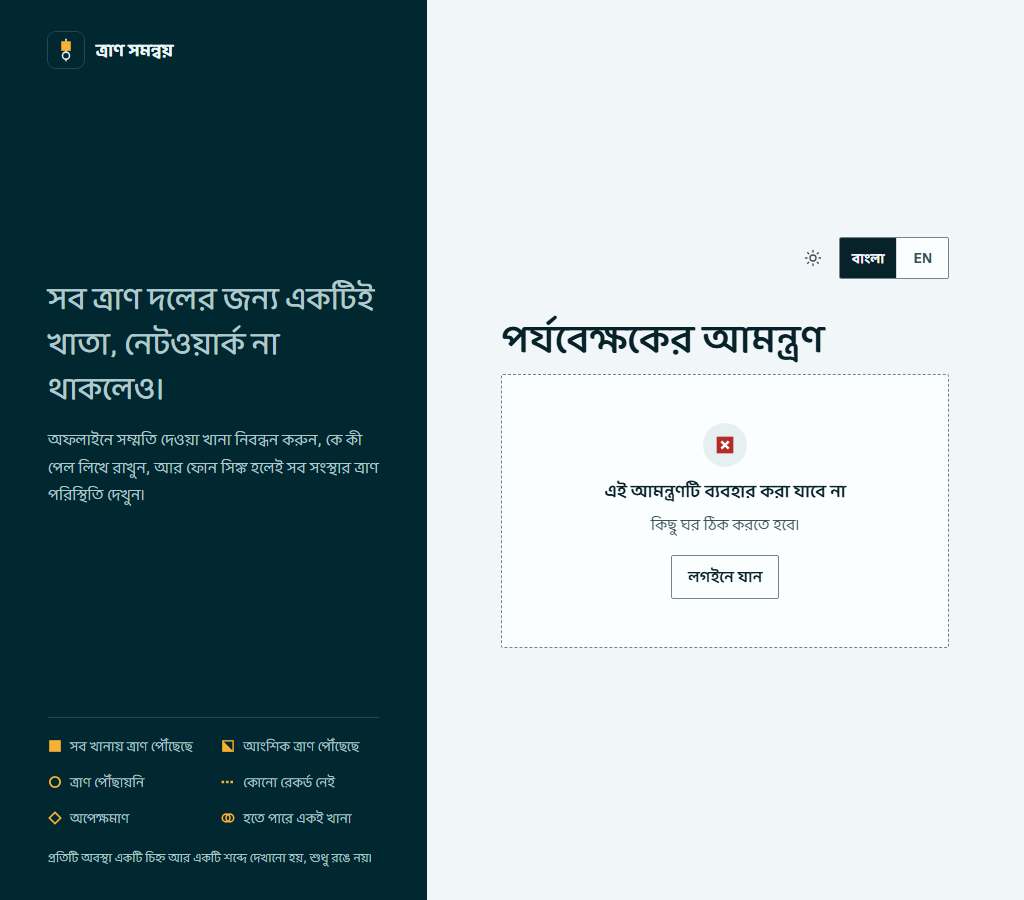 ত্রাণ সমন্বয়
সব ত্রাণ দলের জন্য একটিই
খাতা, নেটওয়ার্ক না
থাকলেও।
অফলাইনে সম্মতি দেওয়া খানা নিবন্ধন করুন, কে কী
পেল লিখে রাখুন, আর ফোন সিঙ্ক হলেই সব সংস্থার ত্রাণ
পরিস্থিতি দেখুন।
সব খানায় ত্রাণ পৌঁছেছে
আংশিক ত্রাণ পৌঁছেছে
ত্রাণ পৌঁছায়নি
কোনো রেকর্ড নেই
অপেক্ষমাণ
হতে পারে একই খানা
প্রতিটি অবস্থা একটি চিহ্ন আর একটি শব্দে দেখানো হয়, শুধু রঙে নয়।
বাংলা
EN
পর্যবেক্ষকের আমন্ত্রণ
এই আমন্ত্রণটি ব্যবহার করা যাবে না
কিছু ঘর ঠিক করতে হবে।
লগইনে যান